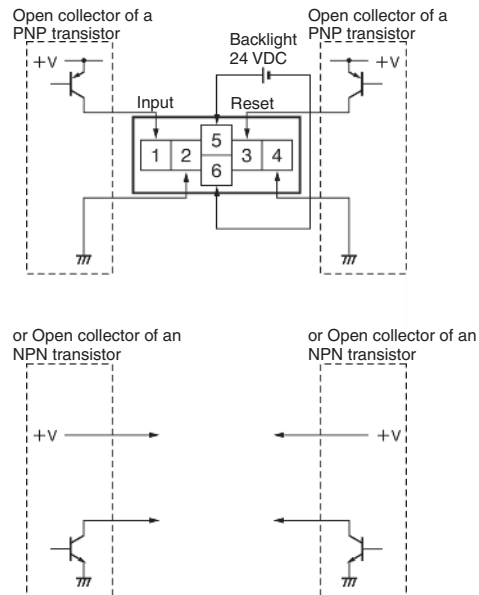 Open collector of a
PNP transistor
Open collector of a
PNP transistor
Backlight
24 VDC
+V
+V
Input
Reset
1 2 5 6 3 4
or Open collector of an
NPN transistor
or Open collector of an
NPN transistor
+V
+V